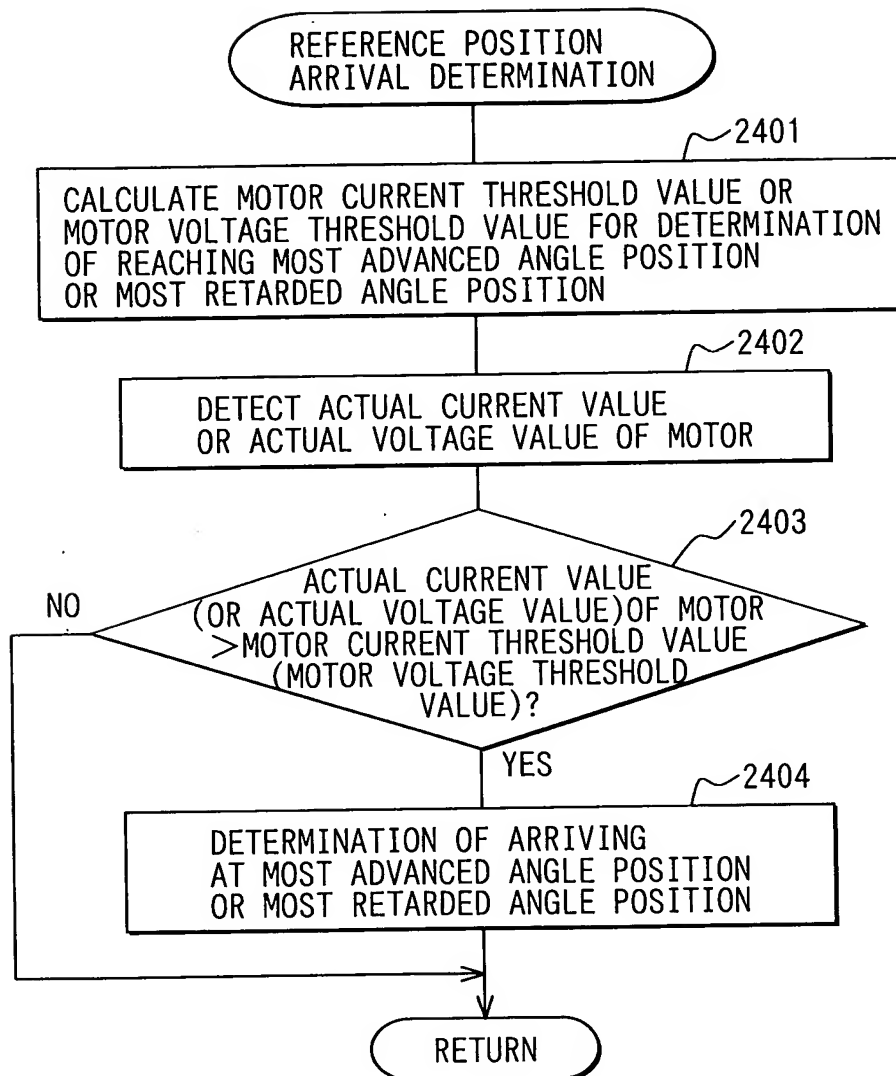 REFERENCE POSITION
ARRIVAL DETERMINATION
2401
CALCULATE MOTOR CURRENT THRESHOLD VALUE OR
MOTOR VOLTAGE THRESHOLD VALUE FOR DETERMINATION
OF REACHING MOST ADVANCED ANGLE POSITION
OR MOST RETARDED ANGLE POSITION
2402
DETECT ACTUAL CURRENT VALUE
OR ACTUAL VOLTAGE VALUE OF MOTOR
2403
ACTUAL CURRENT VALUE
(OR ACTUAL VOLTAGE VALUE)OF MOTOR
>MOTOR CURRENT THRESHOLD VALUE
(MOTOR VOLTAGE THRESHOLD
VALUE)?
NO
YES
2404
DETERMINATION OF ARRIVING
AT MOST ADVANCED ANGLE POSITION
OR MOST RETARDED ANGLE POSITION
RETURN